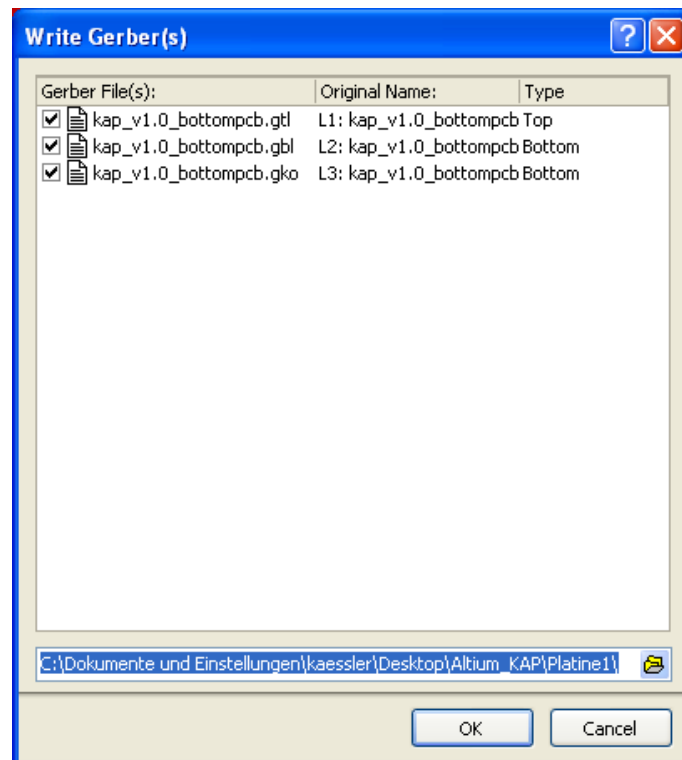 Write Gerber(s)
Gerber File(s): Original Name: Type
kap_v1.0_bottompcb.gtl L1: kap_v1.0_bottompcb Top
kap_v1.0_bottompcb.gbl L2: kap_v1.0_bottompcb Bottom
kap_v1.0_bottompcb.gko L3: kap_v1.0_bottompcb Bottom
C:\Dokumente und Einstellungen\kaessler\Desktop\Altium_KAP\Platine1\
OK Cancel